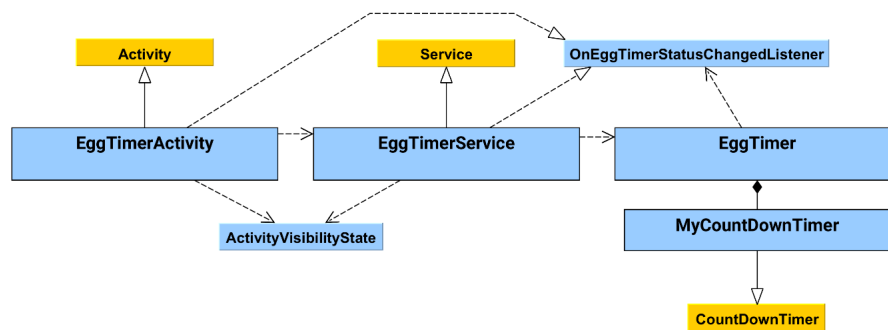 Activity
Service
OnEggTimerStatusChangedListener
EggTimerActivity
EggTimerService
EggTimer
ActivityVisibilityState
MyCountDownTimer
CountDownTimer